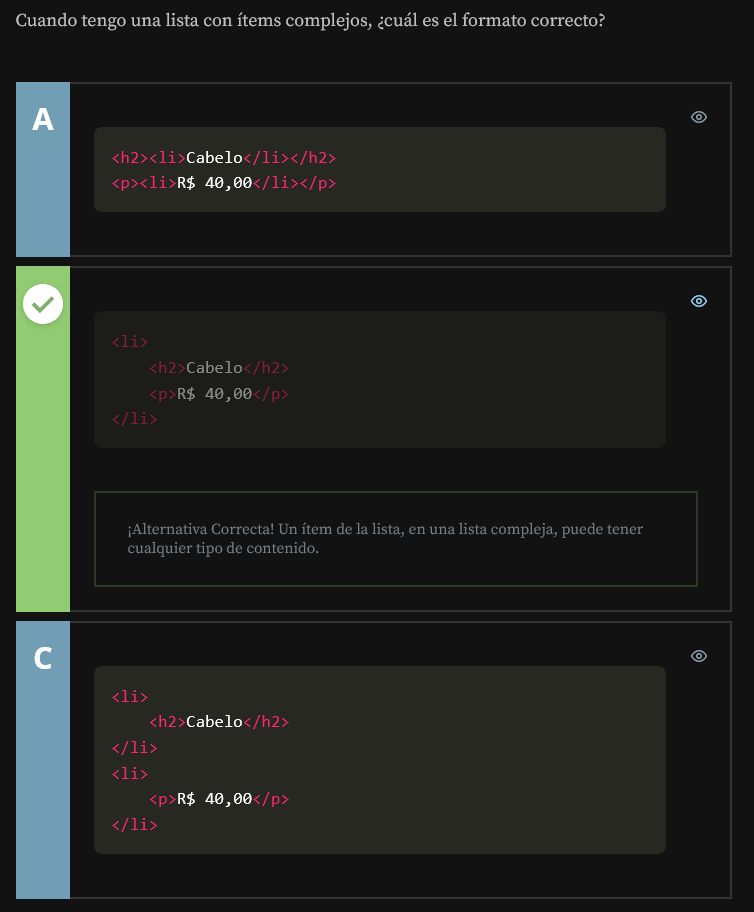 Cuando tengo una lista con ítems complejos, ¿cuál es el formato correcto?
A
<h2><li>Cabelo</li></h2>
<p><li>R$ 40,00</li></p>
<li>
    <h2>Cabelo</h2>
    <p>R$ 40,00</p>
</li>
¡Alternativa Correcta! Un ítem de la lista, en una lista compleja, puede tener
cualquier tipo de contenido.
C
<li>
    <h2>Cabelo</h2>
</li>
<li>
    <p>R$ 40,00</p>
</li>